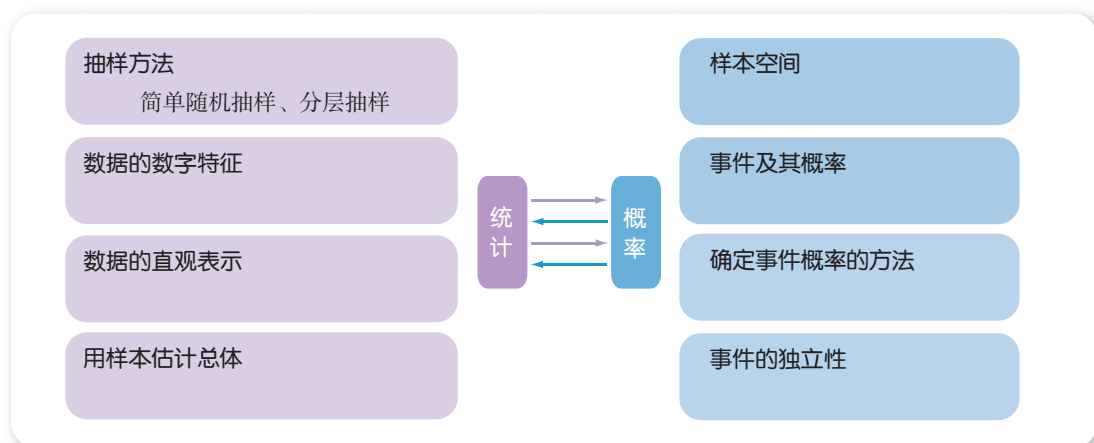 抽样方法
简单随机抽样、分层抽样
数据的数字特征
数据的直观表示
用样本估计总体
统计
概率
样本空间
事件及其概率
确定事件概率的方法
事件的独立性